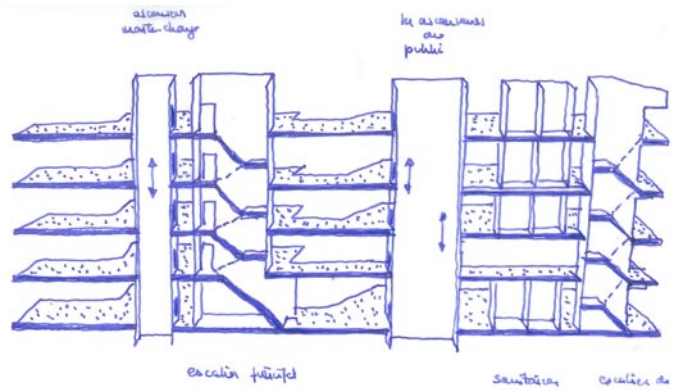 ascenseur
monte-charge
les ascenseurs
du
public
escalier principal
sanitaires
escalier de